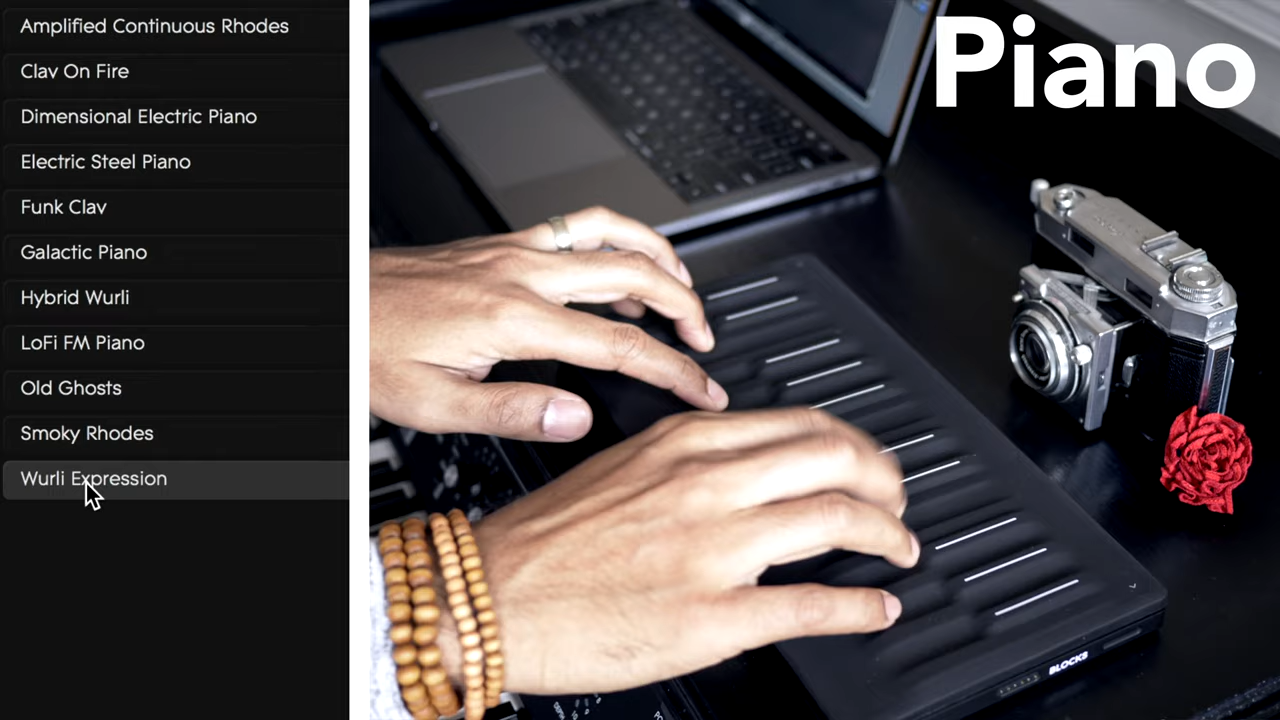 Amplified Continuous Rhodes
Clav On Fire
Dimensional Electric Piano
Electric Steel Piano
Funk Clav
Galactic Piano
Hybrid Wurli
LoFi FM Piano
Old Ghosts
Smoky Rhodes
Wurli Expression
Piano
BLOCKS